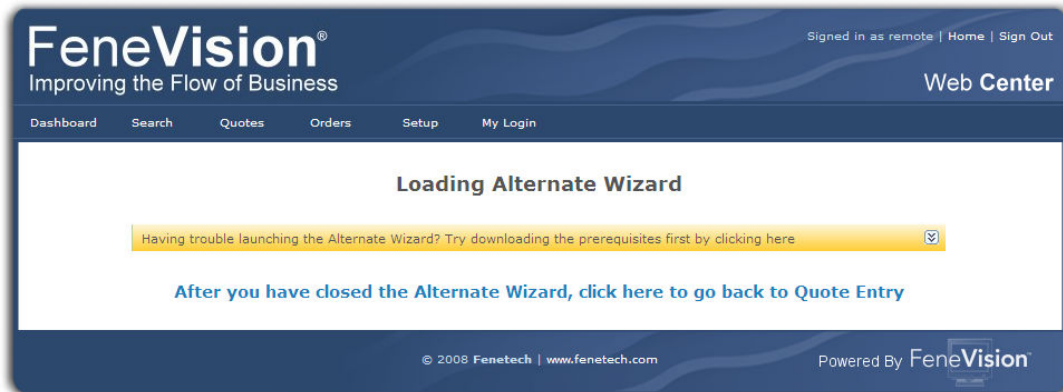 FeneVision®
Improving the Flow of Business
Signed in as remote | Home | Sign Out
Web Center
Dashboard Search Quotes Orders Setup My Login
Loading Alternate Wizard
Having trouble launching the Alternate Wizard? Try downloading the prerequisites first by clicking here
After you have closed the Alternate Wizard, click here to go back to Quote Entry
© 2008 Fenetech | www.fenetech.com
Powered By FeneVision™